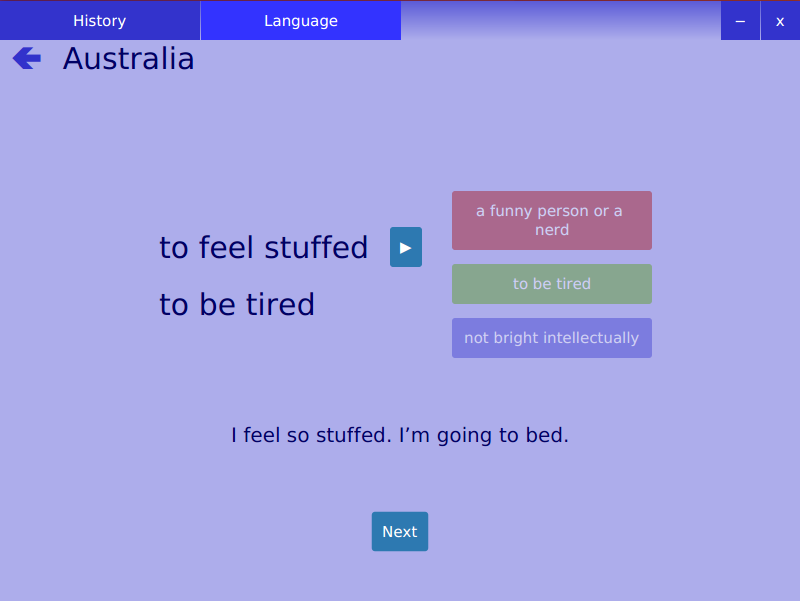 History
Language
–
x
Australia
to feel stuffed
to be tired
a funny person or a
nerd
to be tired
not bright intellectually
I feel so stuffed. I’m going to bed.
Next